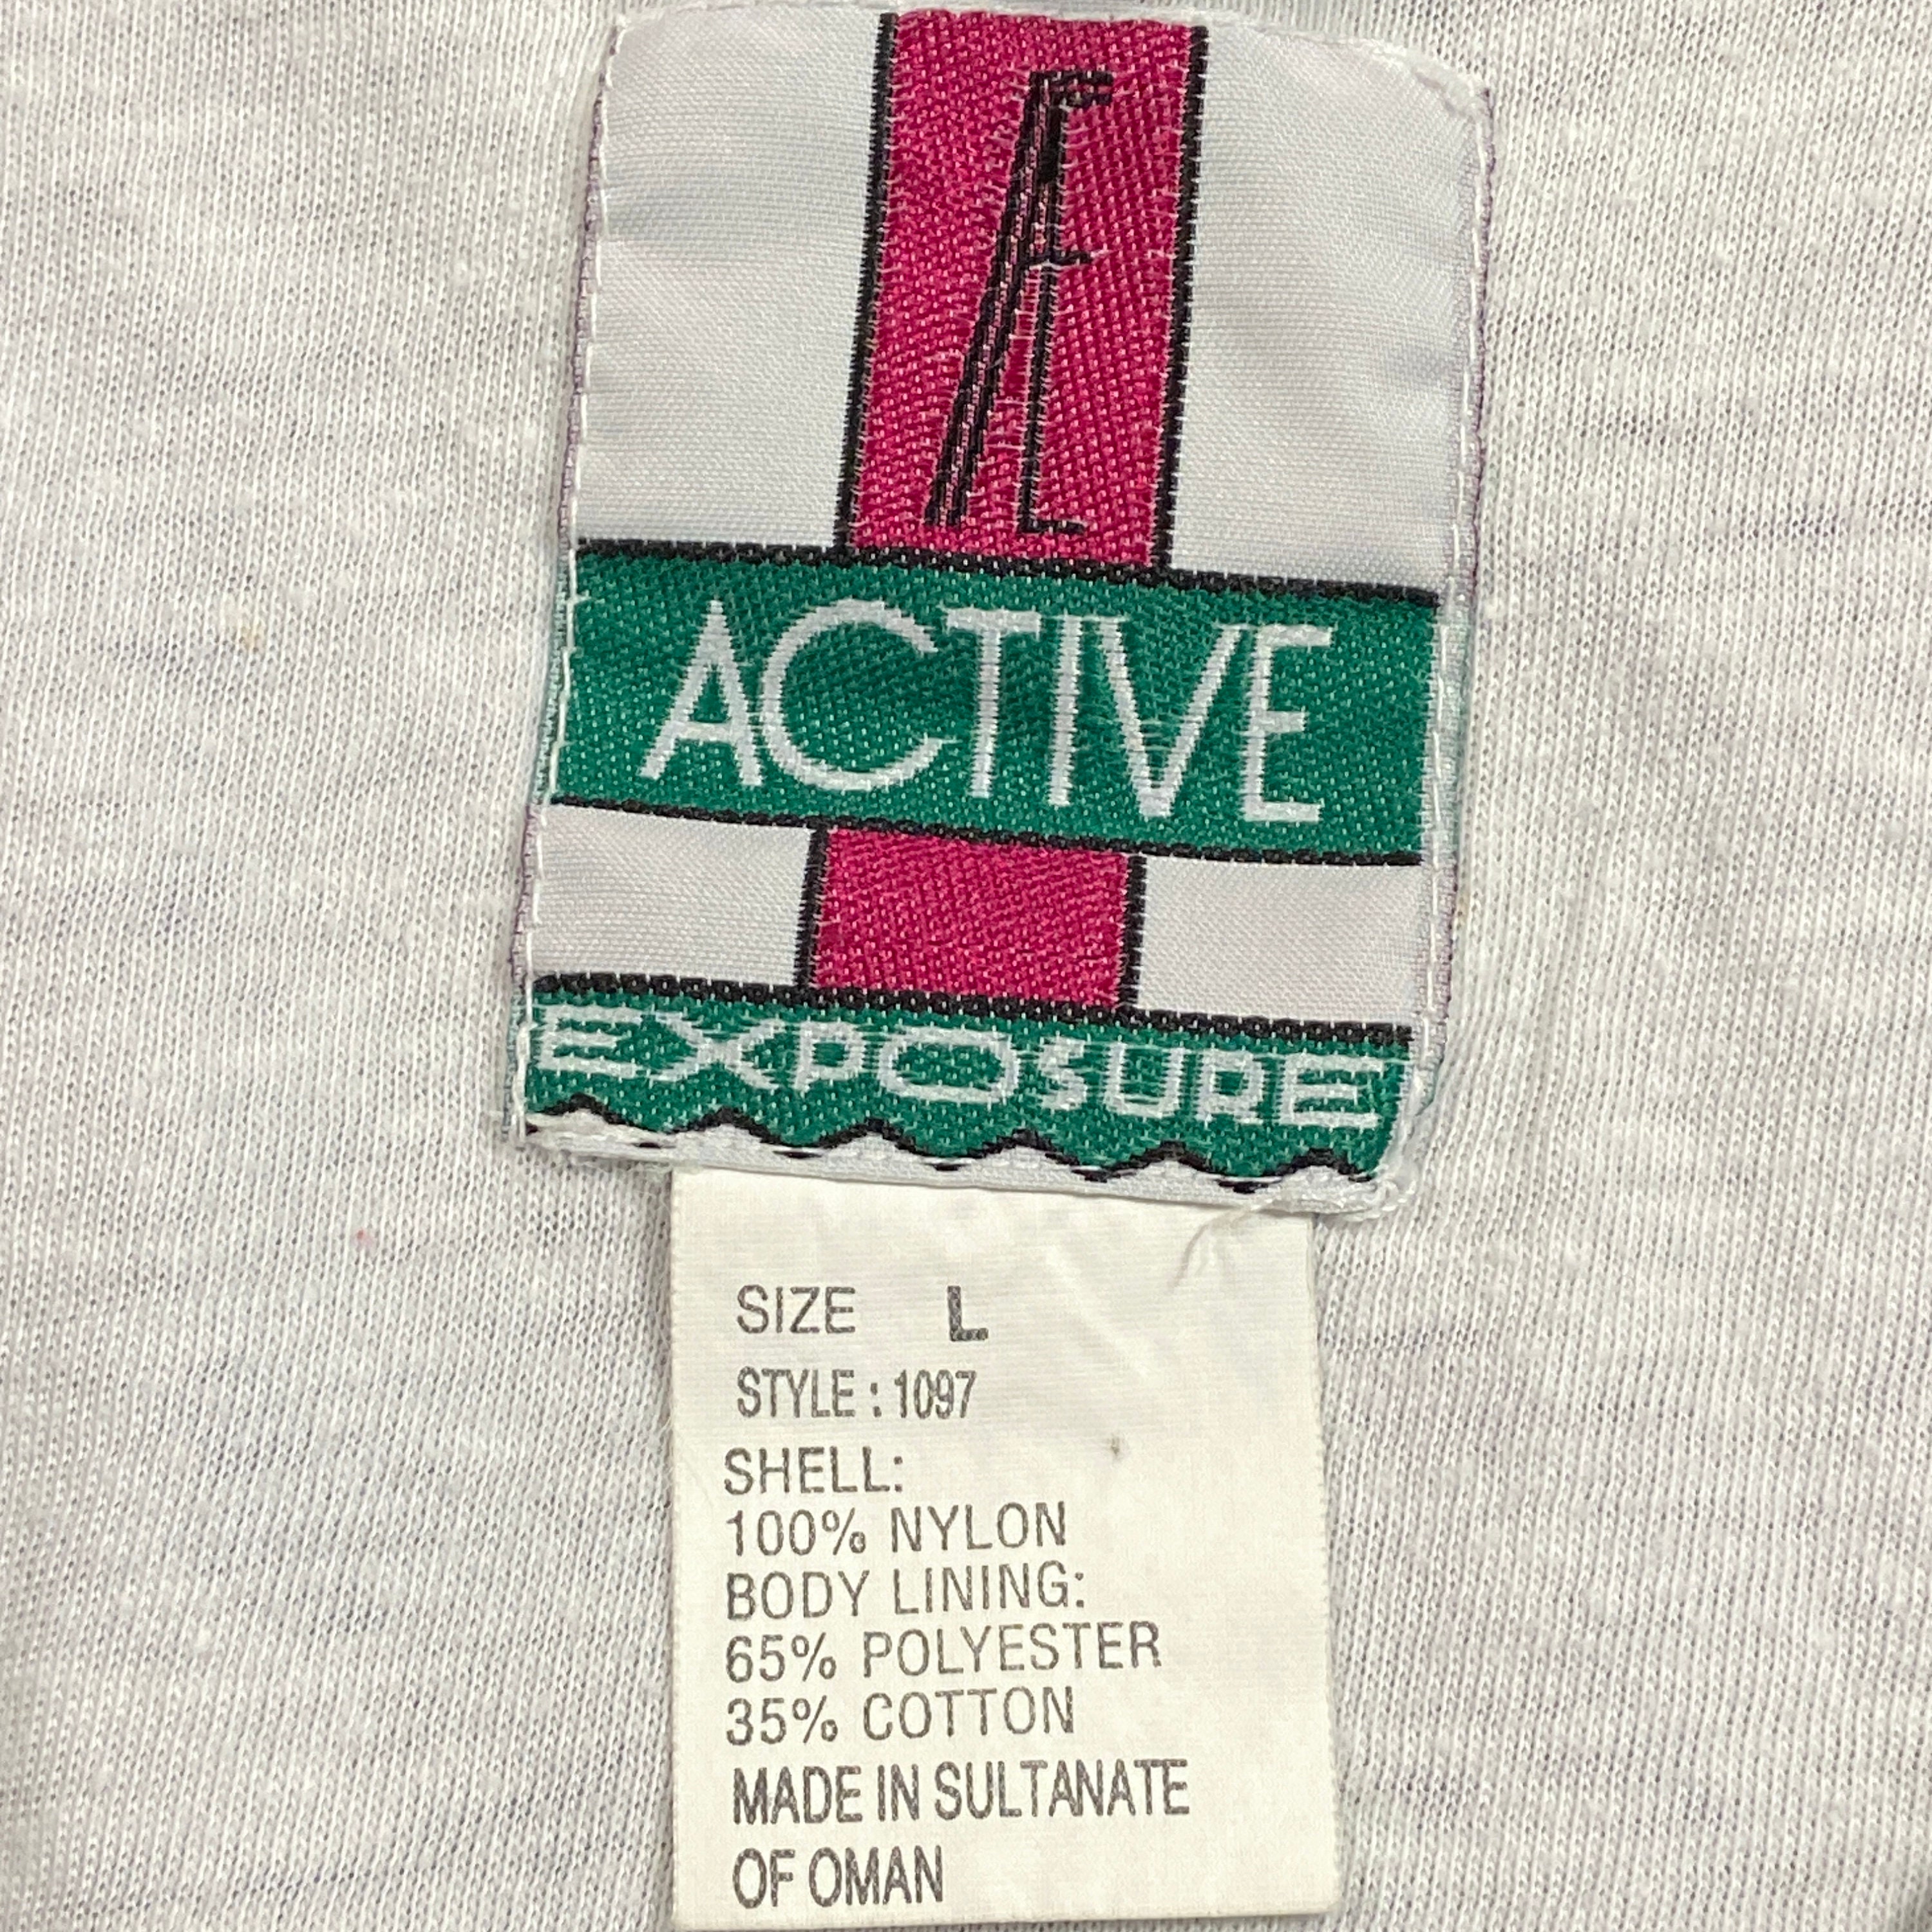 AE
ACTIVE
EXPOSURE
SIZE L
STYLE : 1097
SHELL:
100% NYLON
BODY LINING:
65% POLYESTER
35% COTTON
MADE IN SULTANATE
OF OMAN